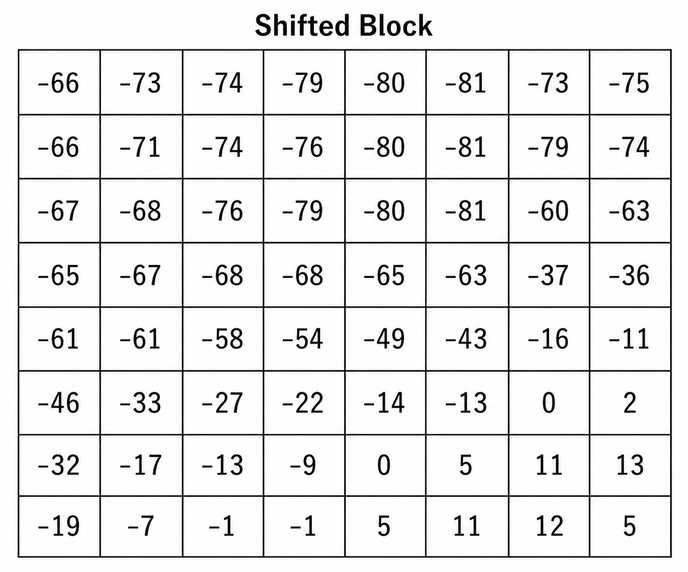 Shifted Block
−66 −73 −74 −79 −80 −81 −73 −75
−66 −71 −74 −76 −80 −81 −79 −74
−67 −68 −76 −79 −80 −81 −60 −63
−65 −67 −68 −68 −65 −63 −37 −36
−61 −61 −58 −54 −49 −43 −16 −11
−46 −33 −27 −22 −14 −13 0 2
−32 −17 −13 −9 0 5 11 13
−19 −7 −1 −1 5 11 12 5